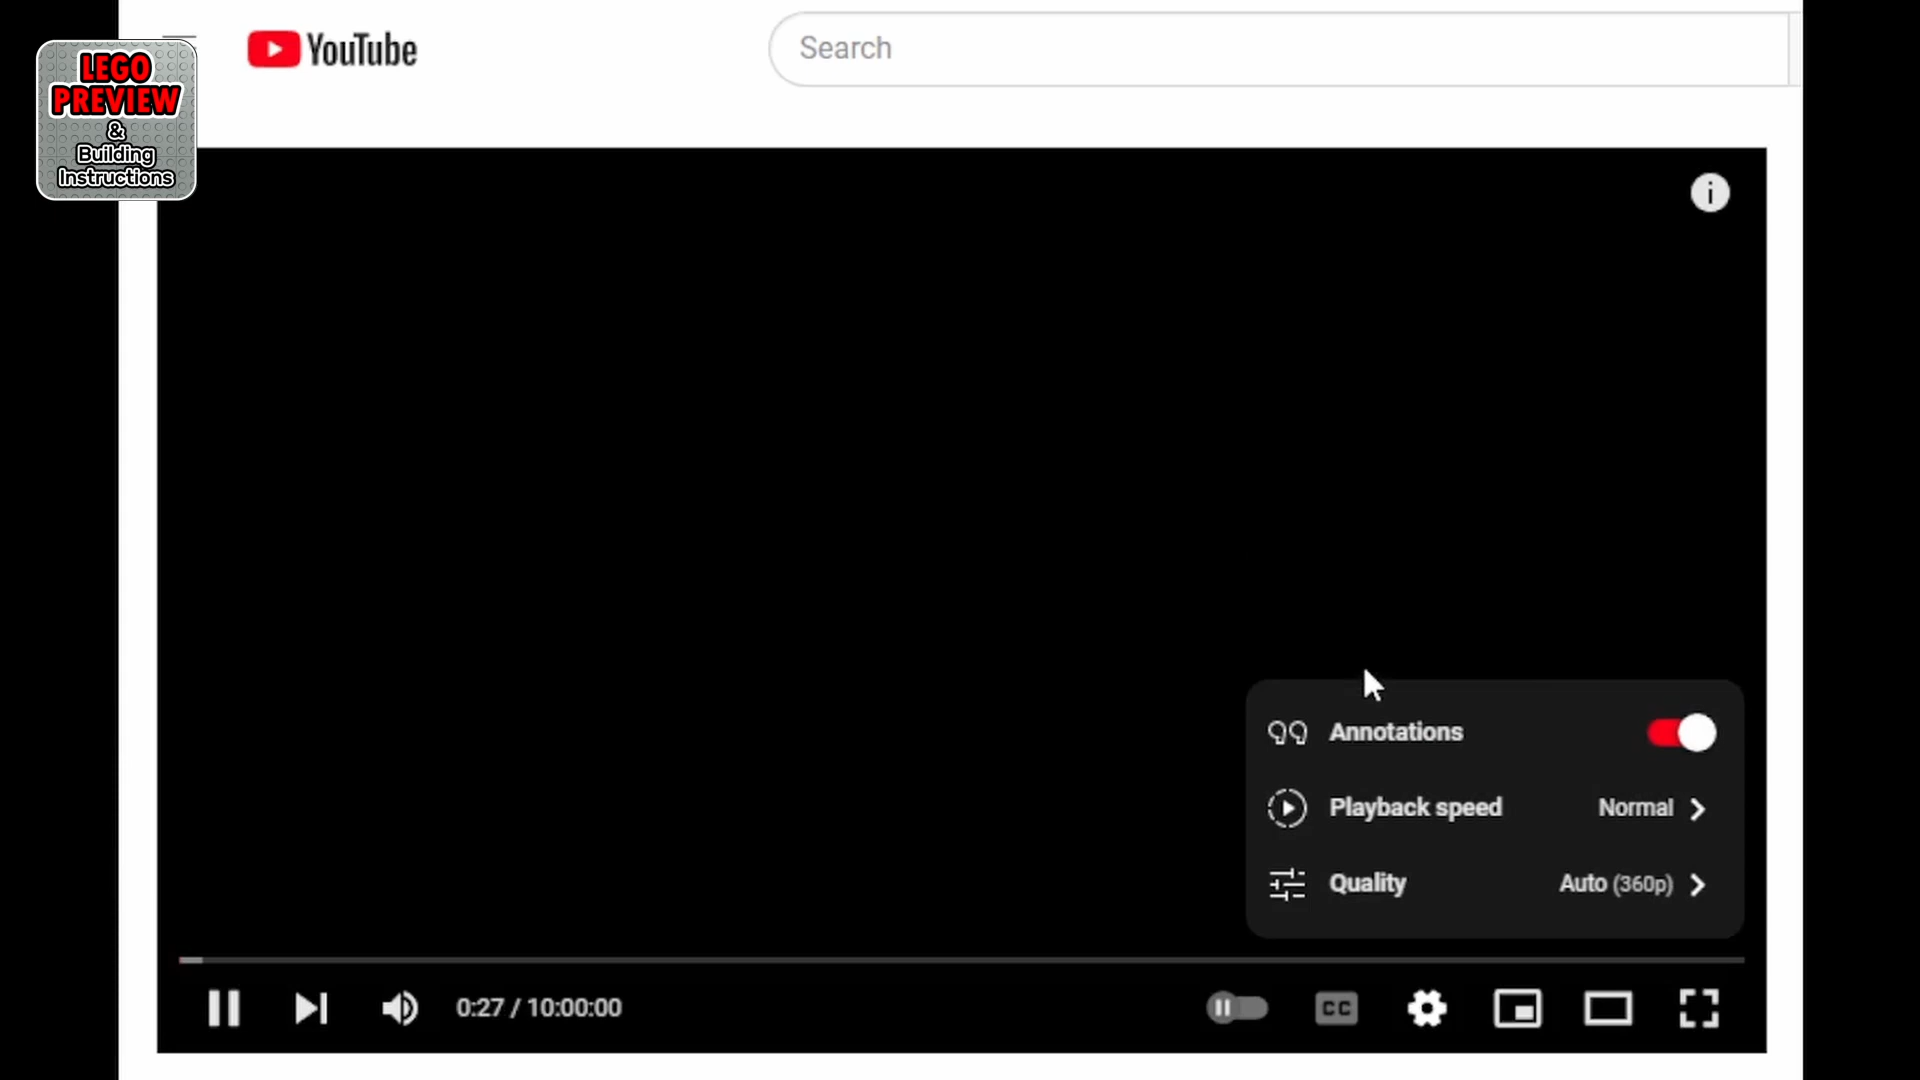 LEGO
PREVIEW
&
Building
Instructions
YouTube
Search
Annotations
Playback speed Normal
Quality Auto (360p)
0:27 / 10:00:00
CC